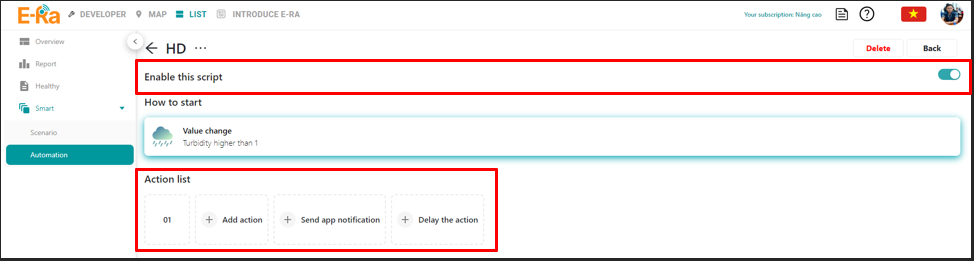 E-Ra DEVELOPER MAP LIST INTRODUCE E-RA Your subscription: Nâng cao
Overview
Report
Healthy
Smart
Scenario
Automation
HD ... Delete Back
Enable this script
How to start
Value change
Turbidity higher than 1
Action list
01 Add action Send app notification Delay the action